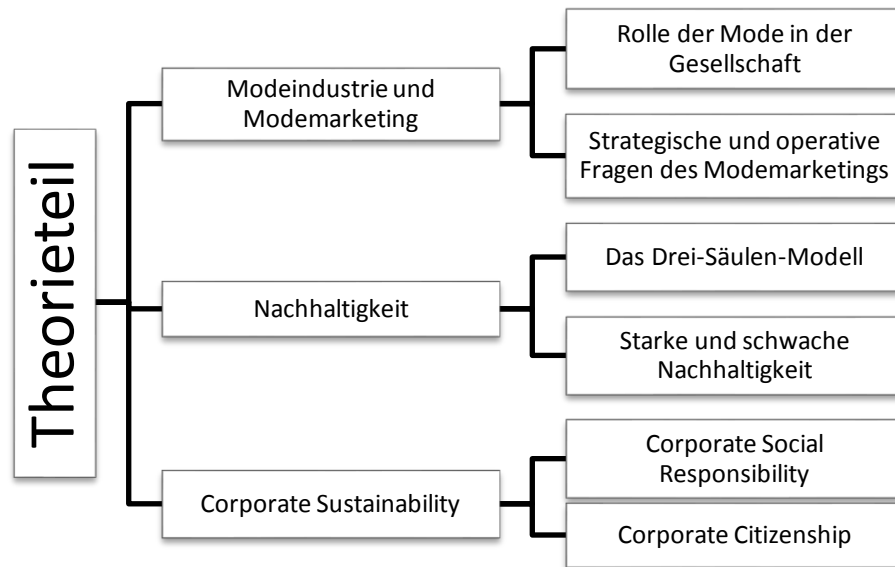 Theorieteil
Modeindustrie und
Modemarketing
Rolle der Mode in der
Gesellschaft
Strategische und operative
Fragen des Modemarketings
Nachhaltigkeit
Das Drei-Säulen-Modell
Starke und schwache
Nachhaltigkeit
Corporate Sustainability
Corporate Social
Responsibility
Corporate Citizenship